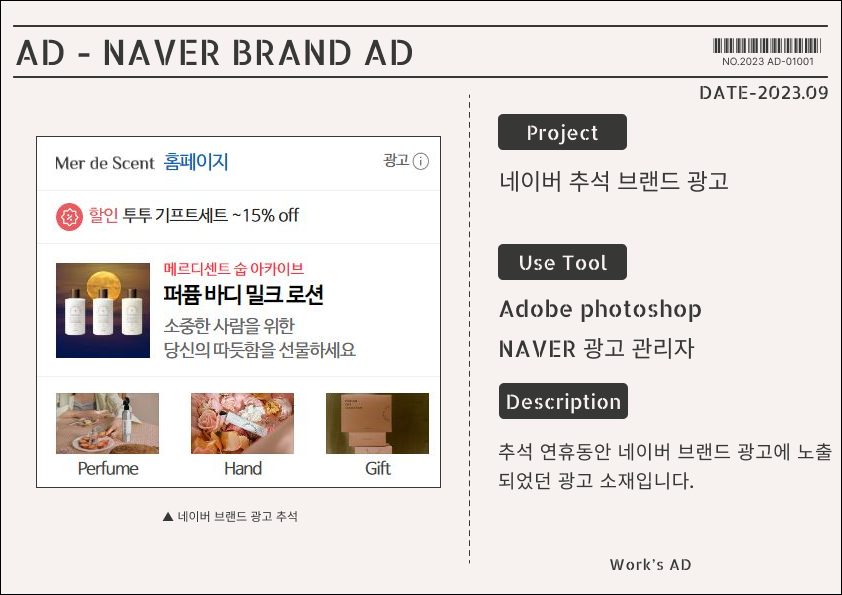 AD - NAVER BRAND AD
NO.2023 AD-01001
DATE-2023.09
Mer de Scent 홈페이지
광고
할인 투투 기프트세트 ~15% off
메르디센트 숩 아카이브
퍼퓸 바디 밀크 로션
소중한 사람을 위한
당신의 따듯함을 선물하세요
Perfume
Hand
Gift
▲ 네이버 브랜드 광고 추석
Project
네이버 추석 브랜드 광고
Use Tool
Adobe photoshop
NAVER 광고 관리자
Description
추석 연휴동안 네이버 브랜드 광고에 노출
되었던 광고 소재입니다.
Work's AD